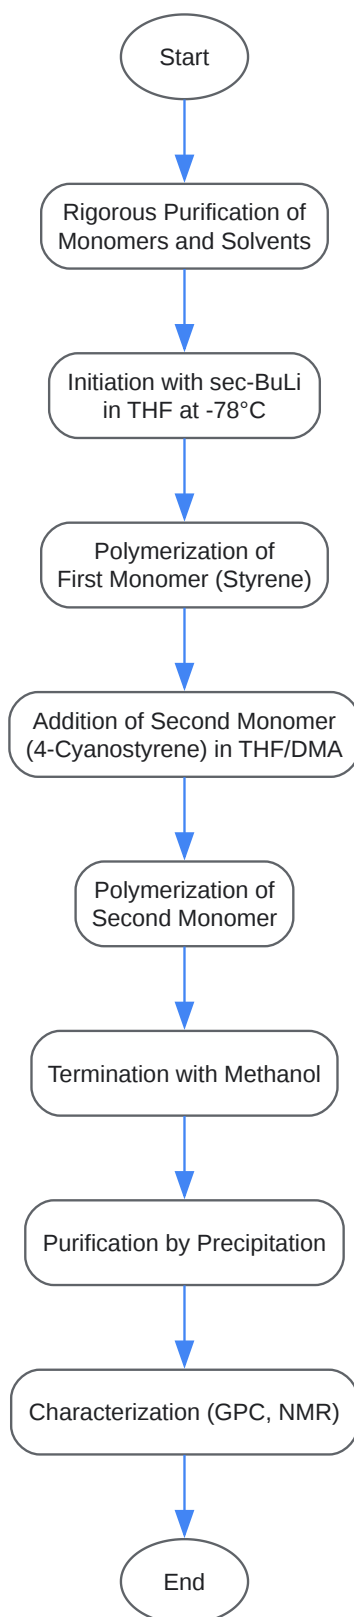 Start
Rigorous Purification of
Monomers and Solvents
Initiation with sec-BuLi
in THF at -78°C
Polymerization of
First Monomer (Styrene)
Addition of Second Monomer
(4-Cyanostyrene) in THF/DMA
Polymerization of
Second Monomer
Termination with Methanol
Purification by Precipitation
Characterization (GPC, NMR)
End